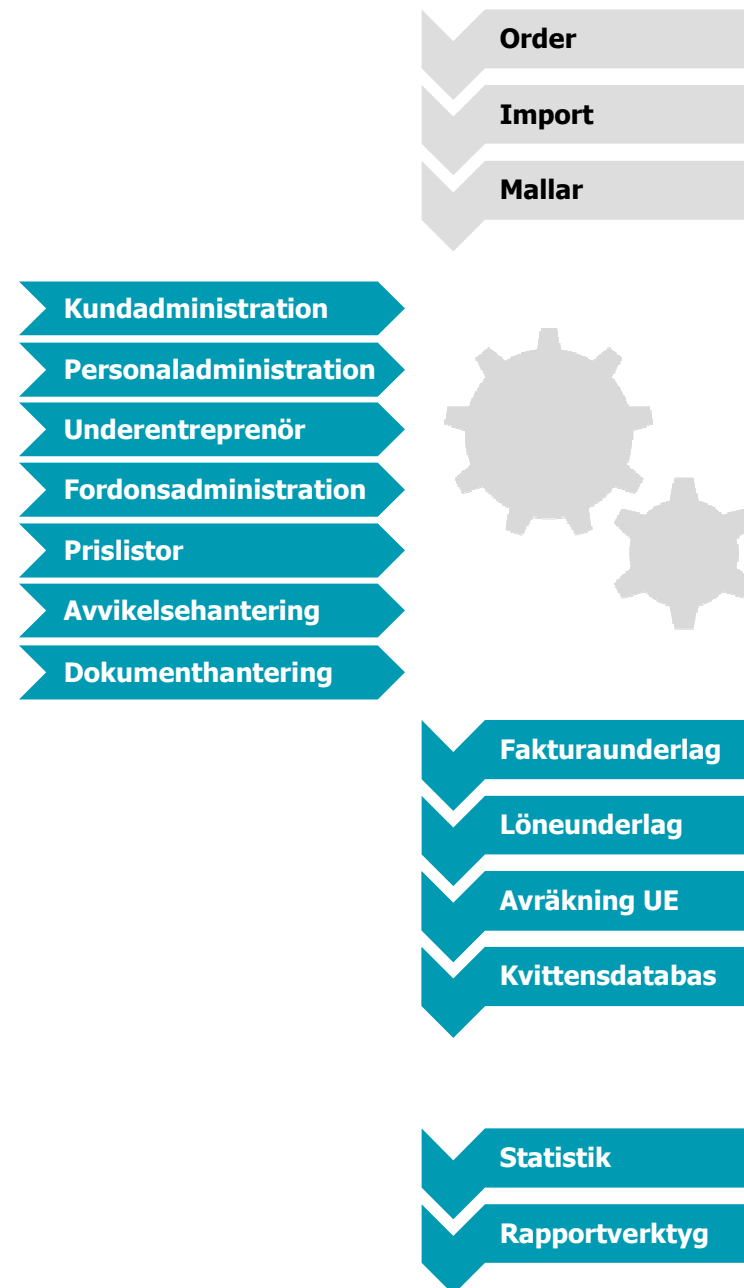 Order
Import
Mallar
Kundadministration
Personaladministration
Underentreprenör
Fordonsadministration
Prislistor
Avvikelsehantering
Dokumenthantering
Fakturaunderlag
Löneunderlag
Avräkning UE
Kvittensdatabas
Statistik
Rapportverktyg